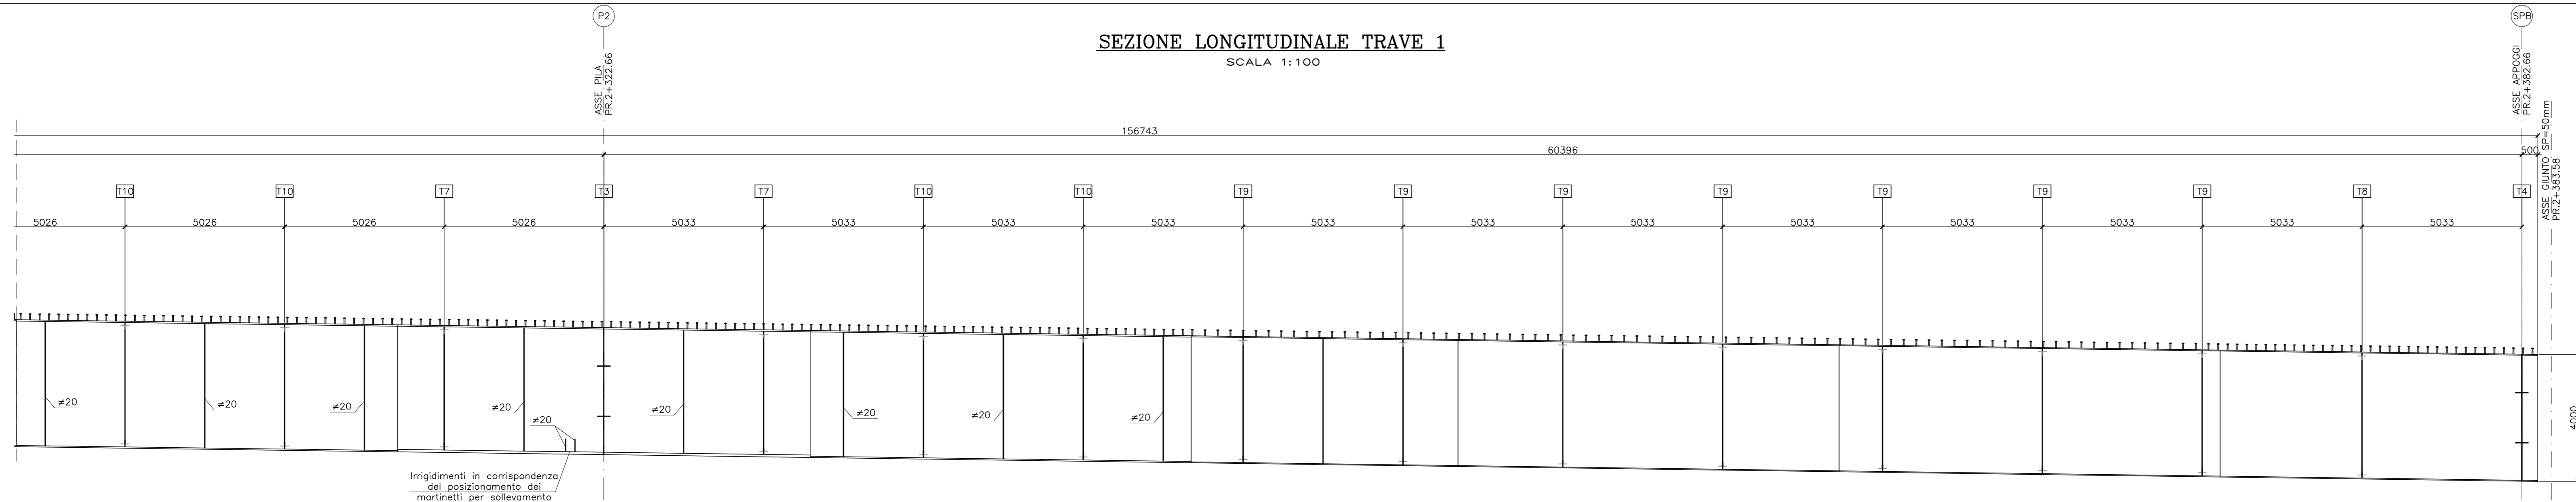 P2
SPB
SEZIONE LONGITUDINALE TRAVE 1
SCALA 1:100
ASSE PILA
PR.2+322.66
ASSE APPOGGI
PR.2+382.66
ASSE GIUNTO SP=50mm
PR.2+383.58
156743
60396
500
T10
T10
T7
T3
T7
T10
T10
T9
T9
T9
T9
T9
T9
T9
T8
T4
5026
5026
5026
5026
5033
5033
5033
5033
5033
5033
5033
5033
5033
5033
5033
5033
≠20
≠20
≠20
≠20
≠20
≠20
≠20
≠20
≠20
4000
Irrigidimenti in corrispondenza
del posizionamento dei
martinetti per sollevamento